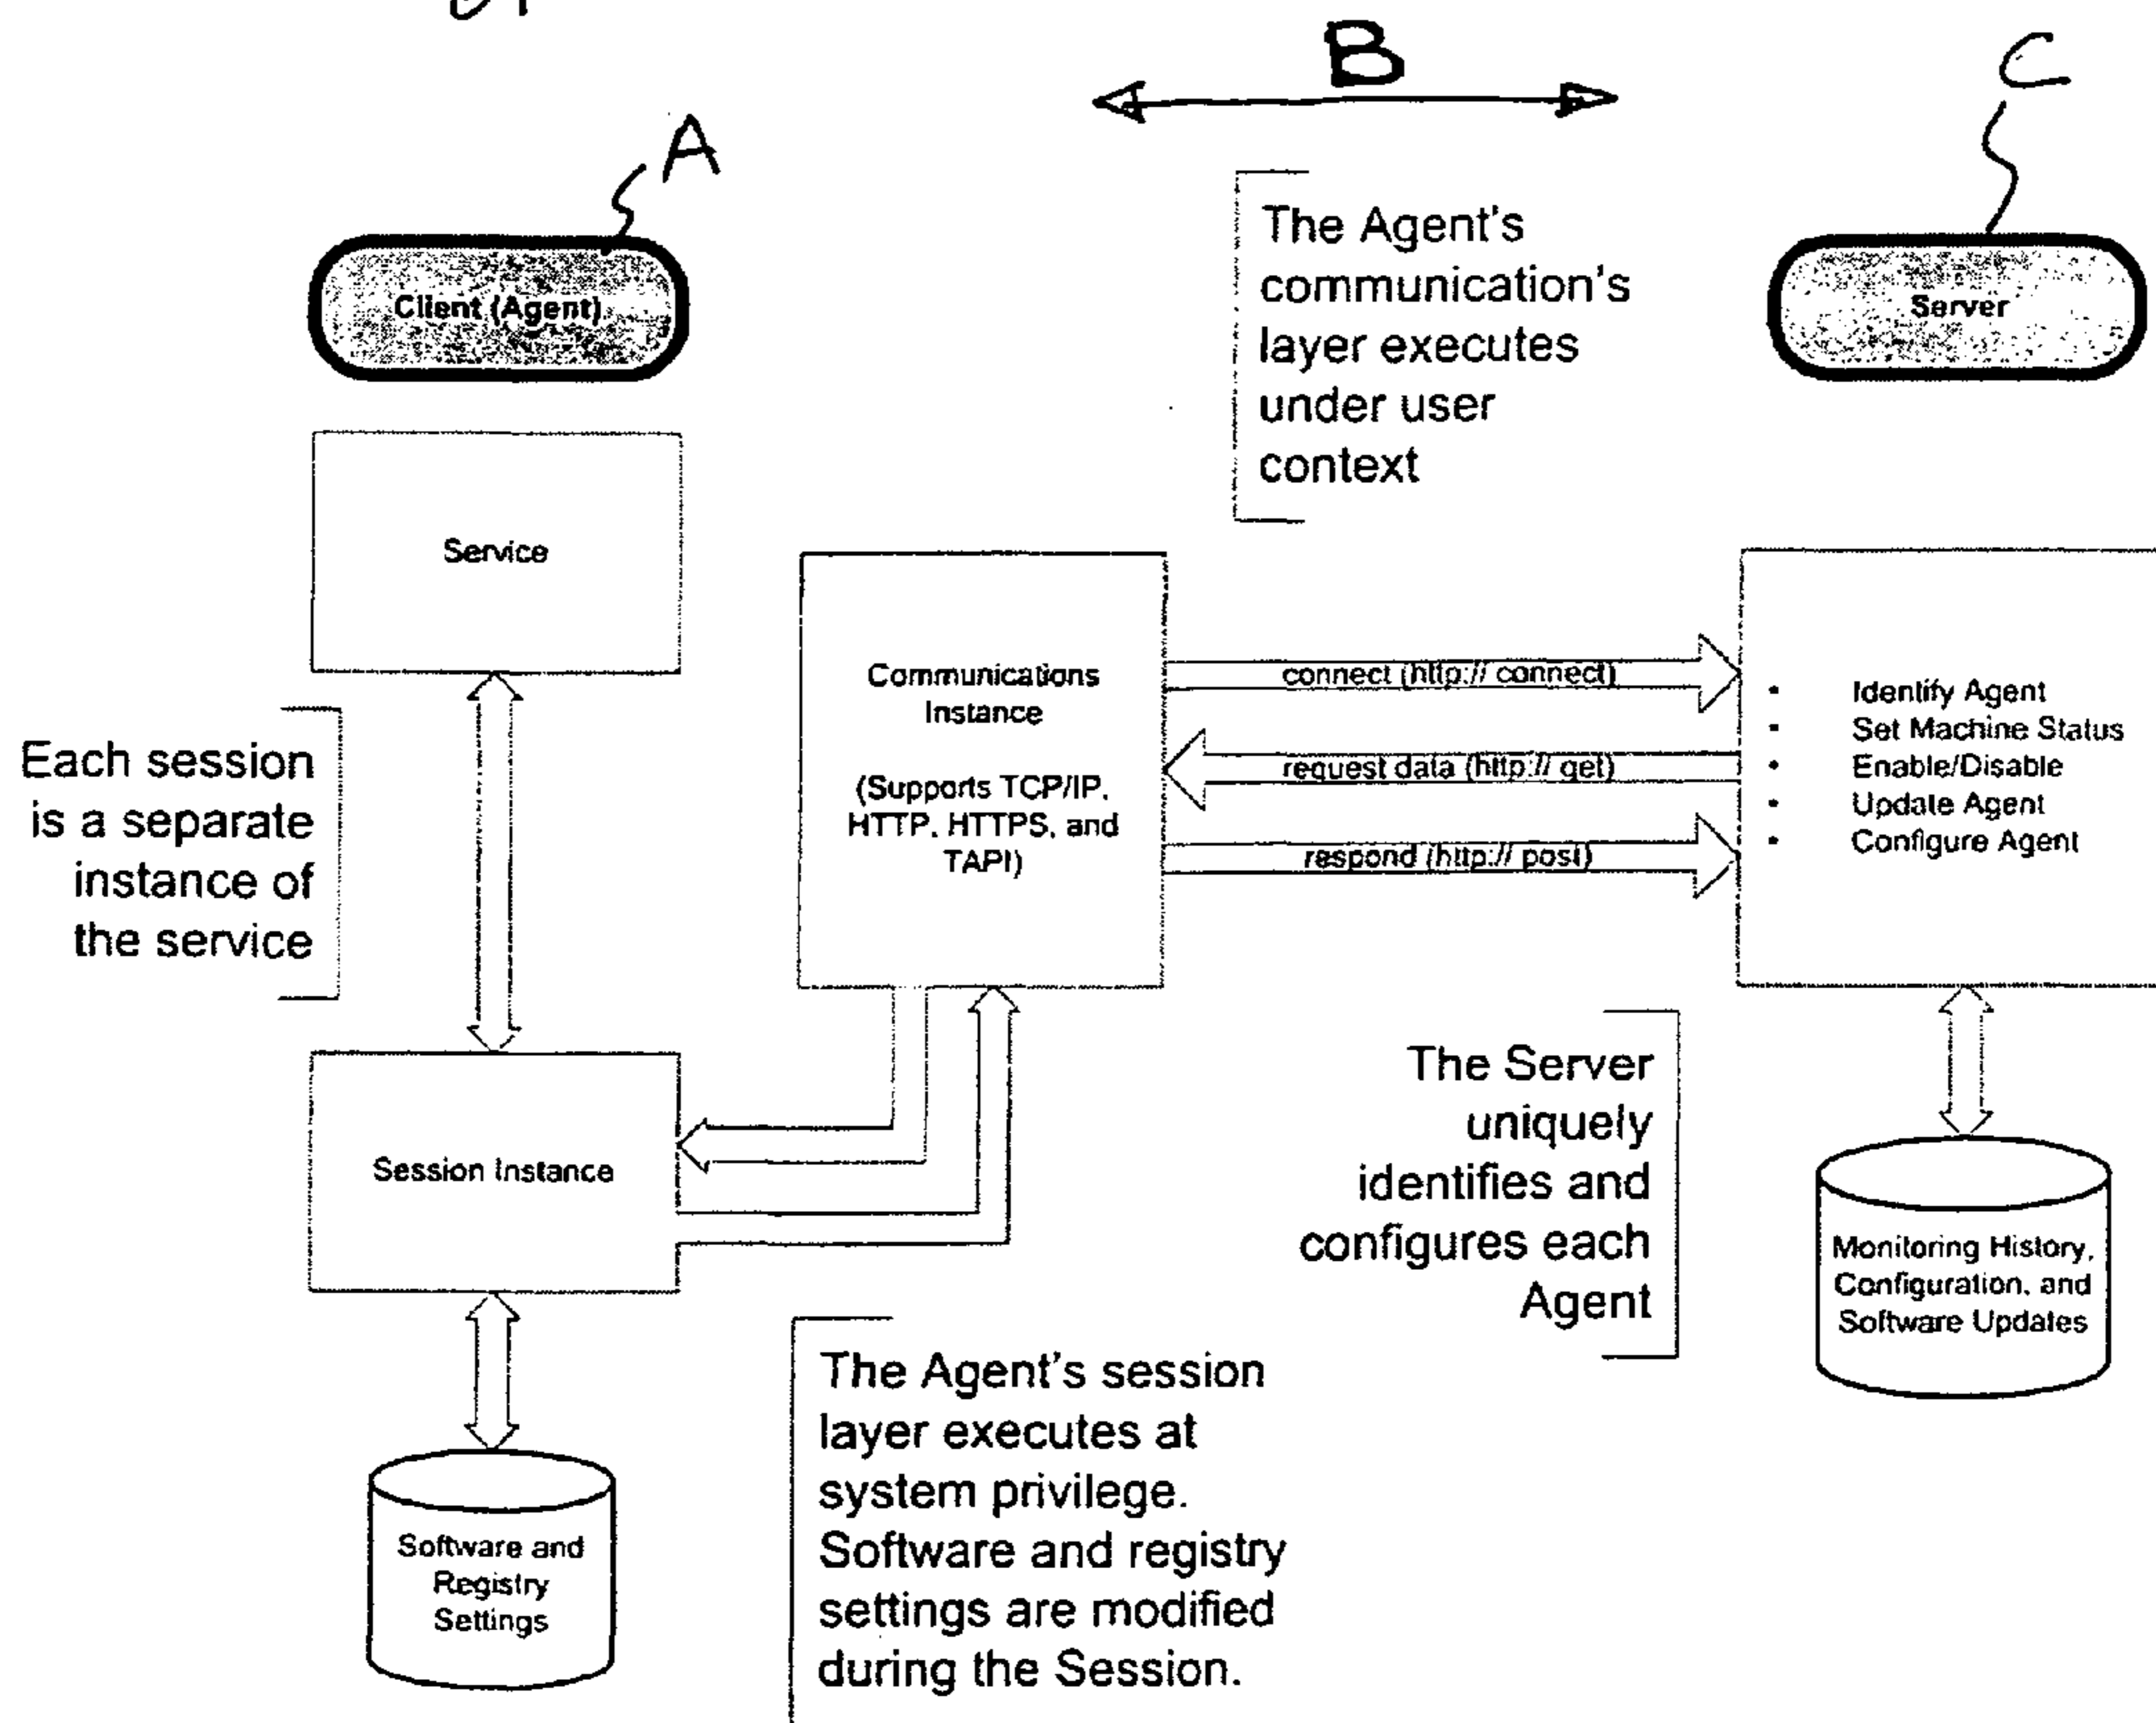 B
C
A
Client (Agent)
The Agent's
communication's
layer executes
under user
context
Server
Service
Communications
Instance
(Supports TCP/IP,
HTTP, HTTPS, and
TAPI)
connect (http:// connect)
request data (http:// get)
respond (http:// post)
• Identify Agent
• Set Machine Status
• Enable/Disable
• Update Agent
• Configure Agent
Each session
is a separate
instance of
the service
Session Instance
The Server
uniquely
identifies and
configures each
Agent
Monitoring History,
Configuration, and
Software Updates
Software and
Registry
Settings
The Agent's session
layer executes at
system privilege.
Software and registry
settings are modified
during the Session.